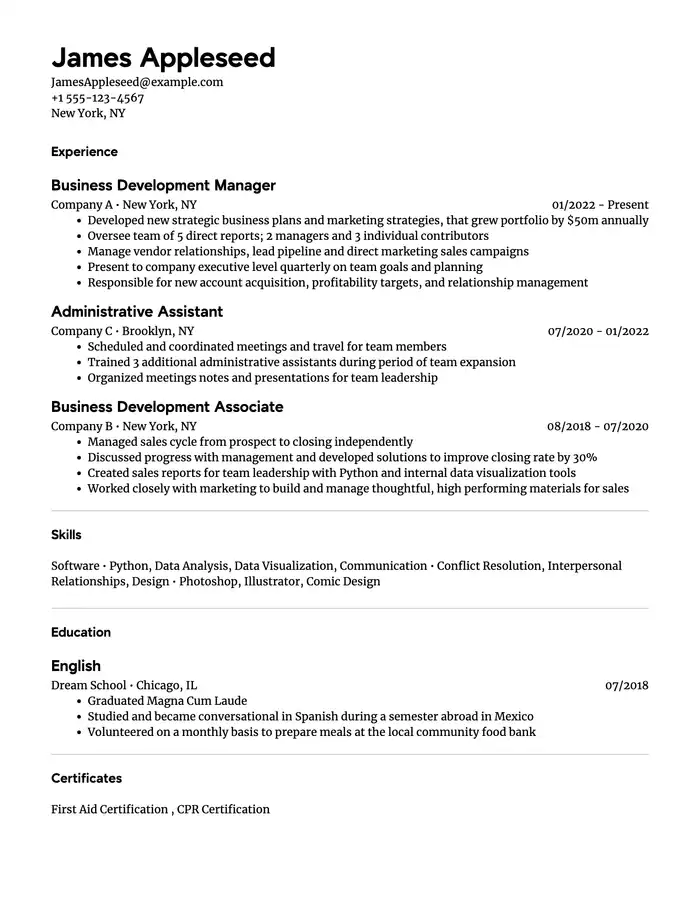 James Appleseed
JamesAppleseed@example.com
+1 555-123-4567
New York, NY
Experience
Business Development Manager
Company A • New York, NY 01/2022 - Present
• Developed new strategic business plans and marketing strategies, that grew portfolio by $50m annually
• Oversee team of 5 direct reports; 2 managers and 3 individual contributors
• Manage vendor relationships, lead pipeline and direct marketing sales campaigns
• Present to company executive level quarterly on team goals and planning
• Responsible for new account acquisition, profitability targets, and relationship management
Administrative Assistant
Company C • Brooklyn, NY 07/2020 - 01/2022
• Scheduled and coordinated meetings and travel for team members
• Trained 3 additional administrative assistants during period of team expansion
• Organized meetings notes and presentations for team leadership
Business Development Associate
Company B • New York, NY 08/2018 - 07/2020
• Managed sales cycle from prospect to closing independently
• Discussed progress with management and developed solutions to improve closing rate by 30%
• Created sales reports for team leadership with Python and internal data visualization tools
• Worked closely with marketing to build and manage thoughtful, high performing materials for sales
Skills
Software • Python, Data Analysis, Data Visualization, Communication • Conflict Resolution, Interpersonal
Relationships, Design • Photoshop, Illustrator, Comic Design
Education
English
Dream School • Chicago, IL 07/2018
• Graduated Magna Cum Laude
• Studied and became conversational in Spanish during a semester abroad in Mexico
• Volunteered on a monthly basis to prepare meals at the local community food bank
Certificates
First Aid Certification , CPR Certification